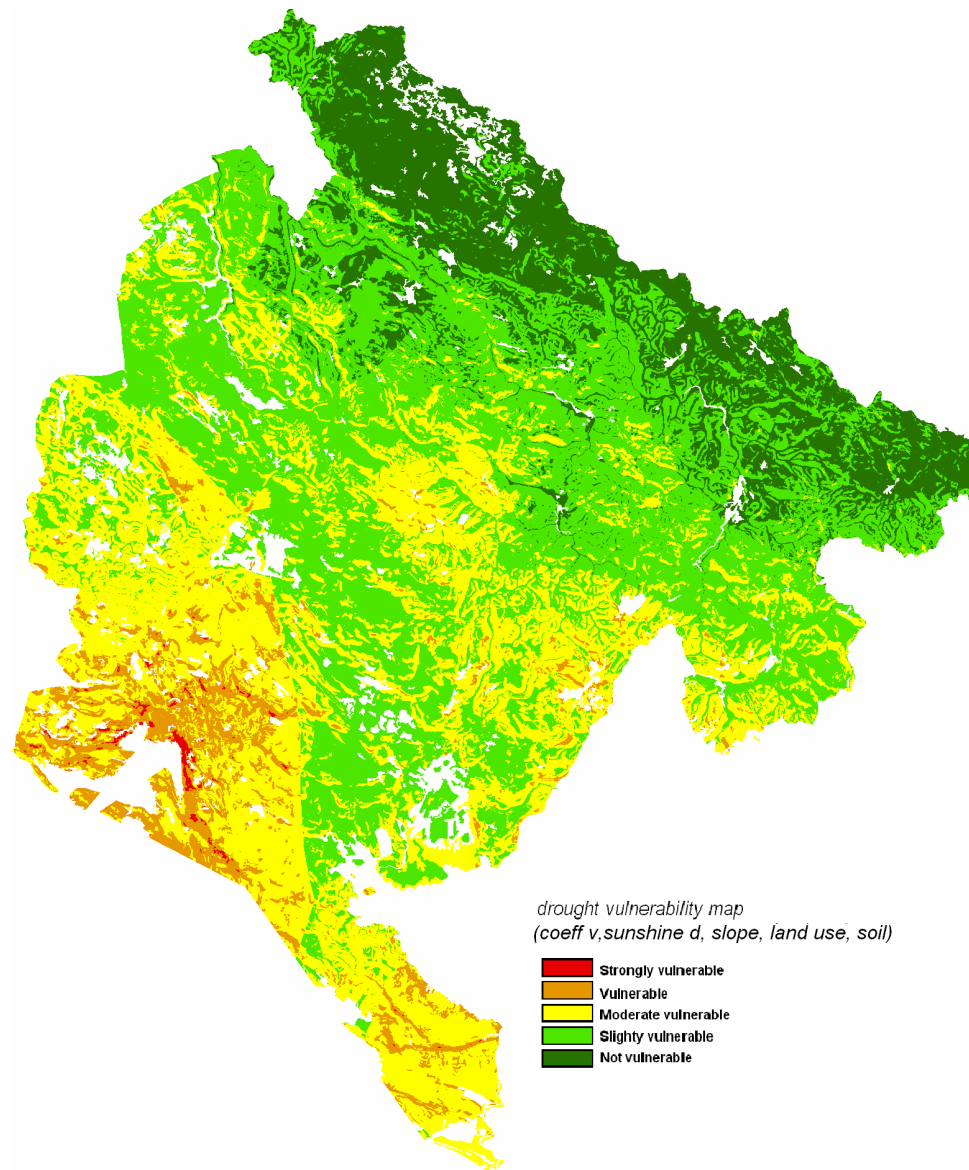 drought vulnerability map
(coeff v,sunshine d, slope, land use, soil)
Strongly vulnerable
Vulnerable
Moderate vulnerable
Slighty vulnerable
Not vulnerable